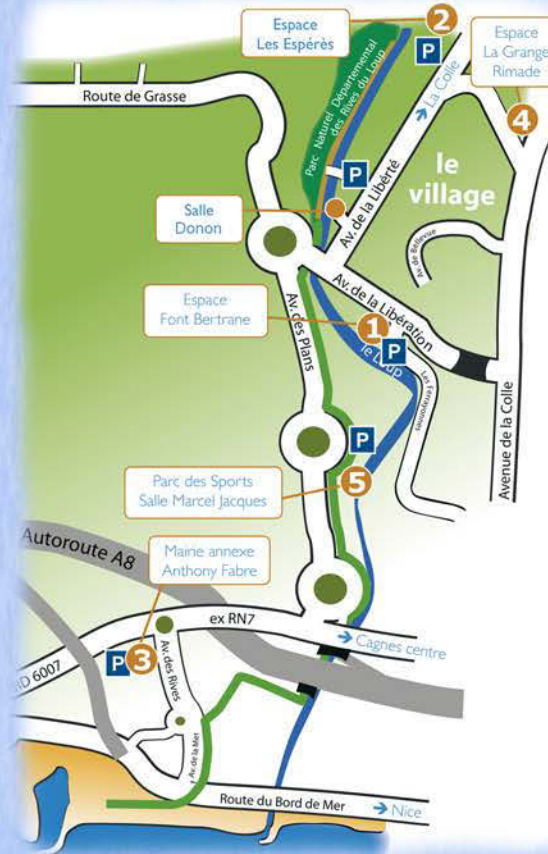 Espace
Les Espérès
2
P
Espace
La Grange
Rimade
4
Route de Grasse
Parc Naturel Départemental
des Rives du Loup
→ La Colle
P
Av. de la Liberté
le
village
Salle
Donon
Av. de Bellevue
Av. de la Libération
Espace
Font Bertrane
1
P
le Loup
Av. des Plans
Les Ferrayonnes
Avenue de la Colle
P
5
Parc des Sports
Salle Marcel Jacques
Autoroute A8
Mairie annexe
Anthony Fabre
ex RN7
→ Cagnes centre
P
3
Av. des Rives
6007
Av. de la Mer
Route du Bord de Mer
→ Nice